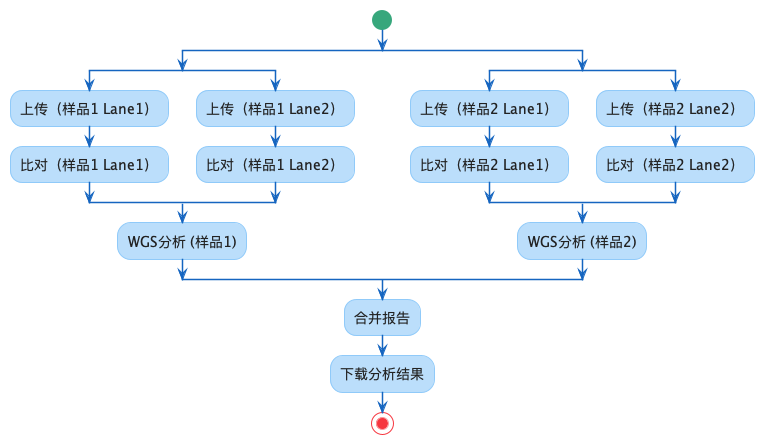 上传（样品1 Lane1）
上传（样品1 Lane2）
上传（样品2 Lane1）
上传（样品2 Lane2）
比对（样品1 Lane1）
比对（样品1 Lane2）
比对（样品2 Lane1）
比对（样品2 Lane2）
WGS分析 (样品1)
WGS分析 (样品2)
合并报告
下载分析结果